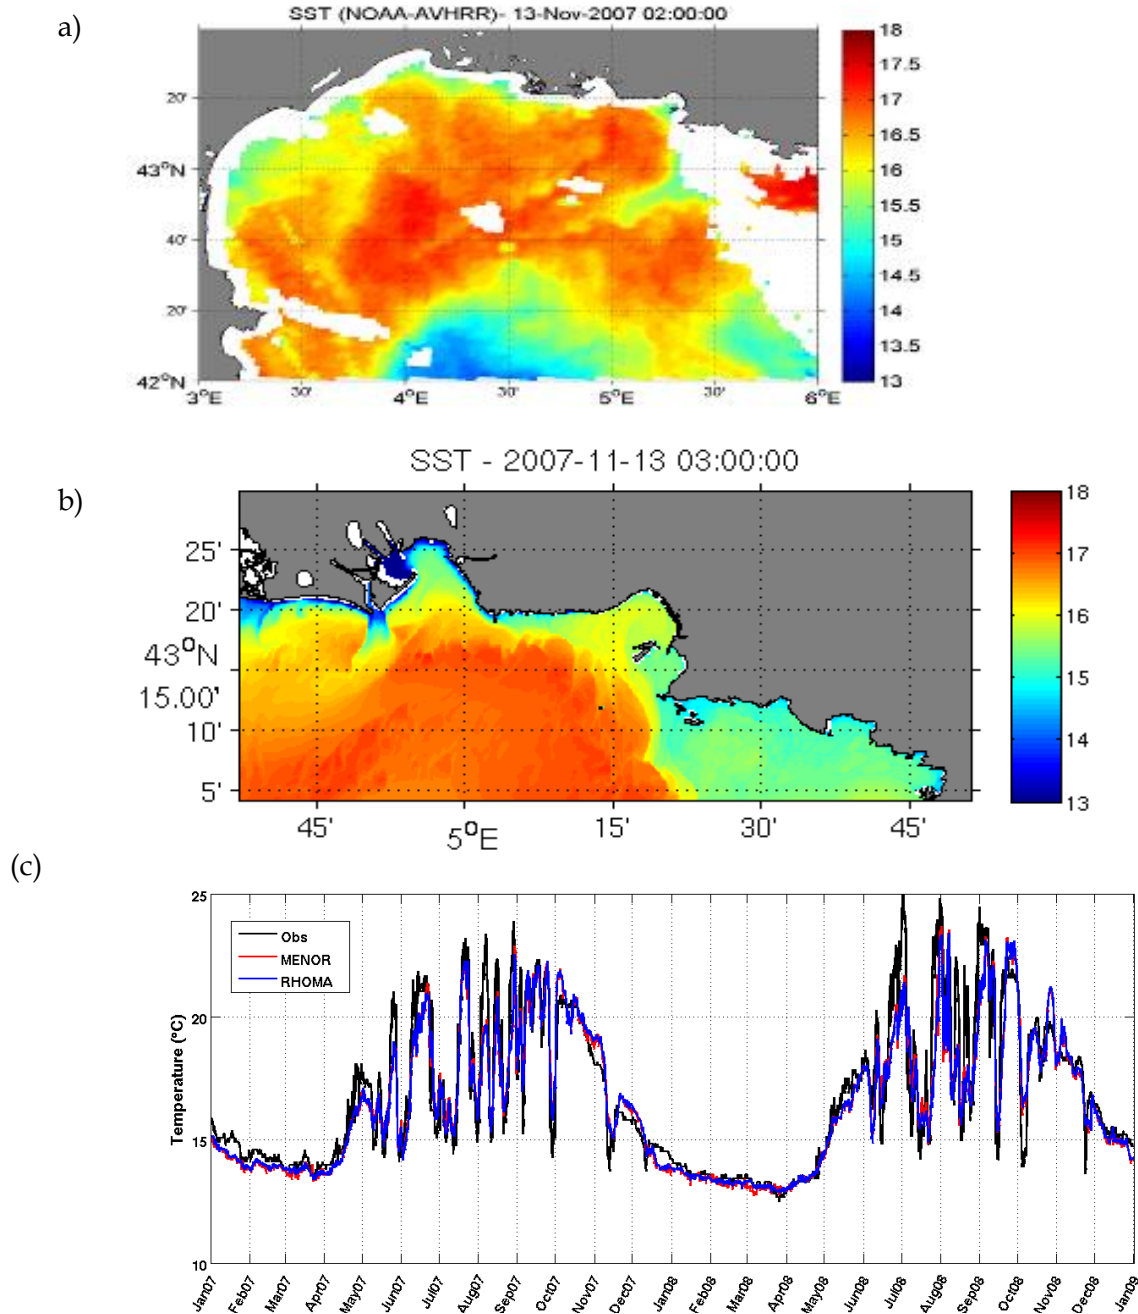 a)
SST (NOAA-AVHRR)- 13-Nov-2007 02:00:00
18
17.5
17
16.5
16
15.5
15
14.5
14
13.5
13
20'
43°N
40'
20'
42°N
3°E
30'
4°E
30'
5°E
30'
6°E
b)
SST - 2007-11-13 03:00:00
18
17
16
15
14
13
25'
20'
43°N
15.00'
10'
5'
45'
5°E
15'
30'
45'
(c)
25
20
15
10
Temperature (°C)
Obs
MENOR
RHOMA
Jan07
Feb07
Mar07
Apr07
May07
Jun07
Jul07
Aug07
Sep07
Oct07
Nov07
Dec07
Jan08
Feb08
Mar08
Apr08
May08
Jun08
Jul08
Aug08
Sep08
Oct08
Nov08
Dec08
Jan09